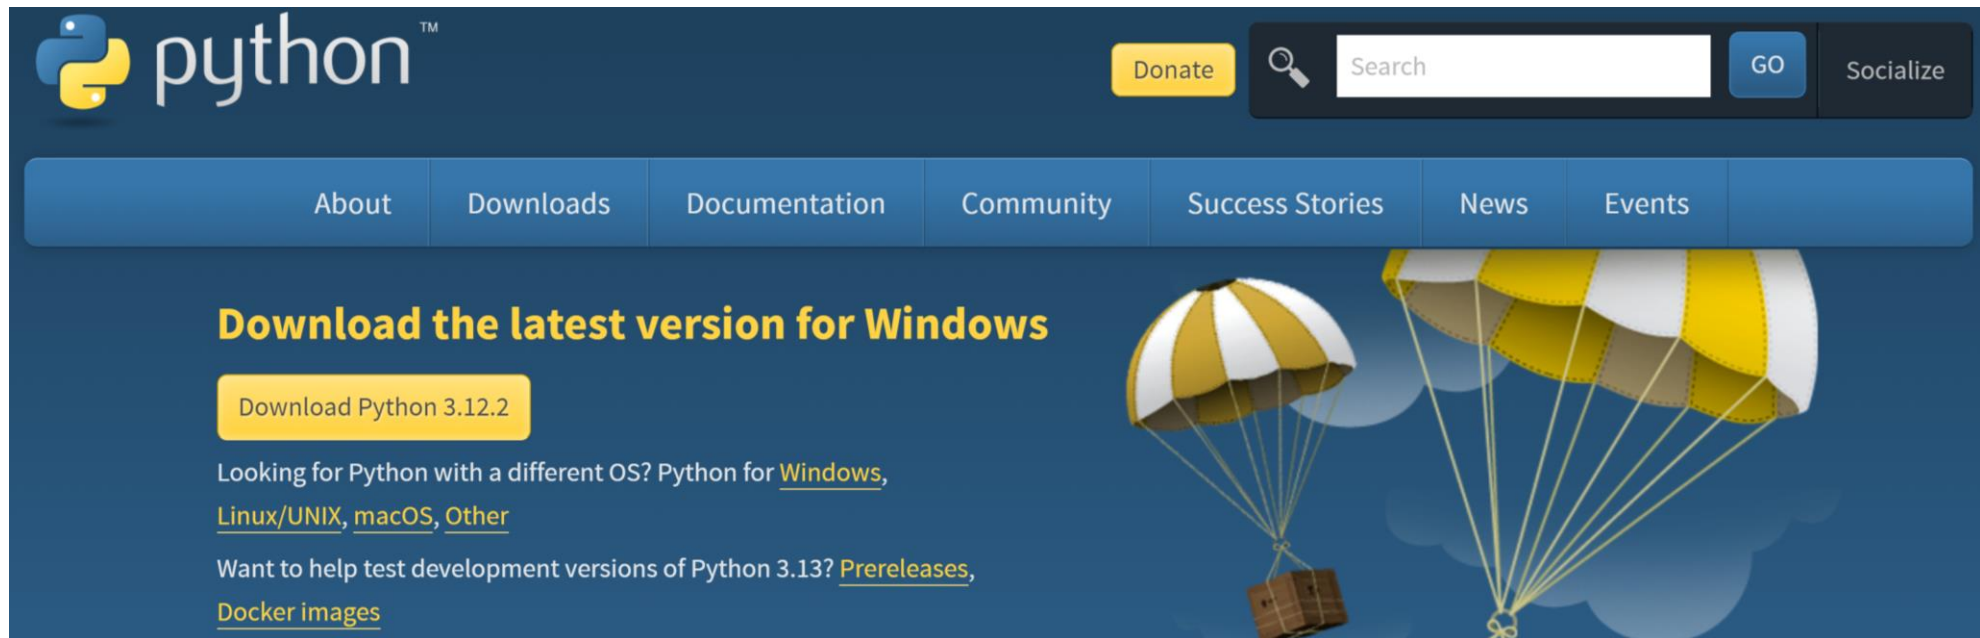 python™
Donate
Search
GO
Socialize
About
Downloads
Documentation
Community
Success Stories
News
Events
Download the latest version for Windows
Download Python 3.12.2
Looking for Python with a different OS? Python for Windows,
Linux/UNIX, macOS, Other
Want to help test development versions of Python 3.13? Prereleases,
Docker images